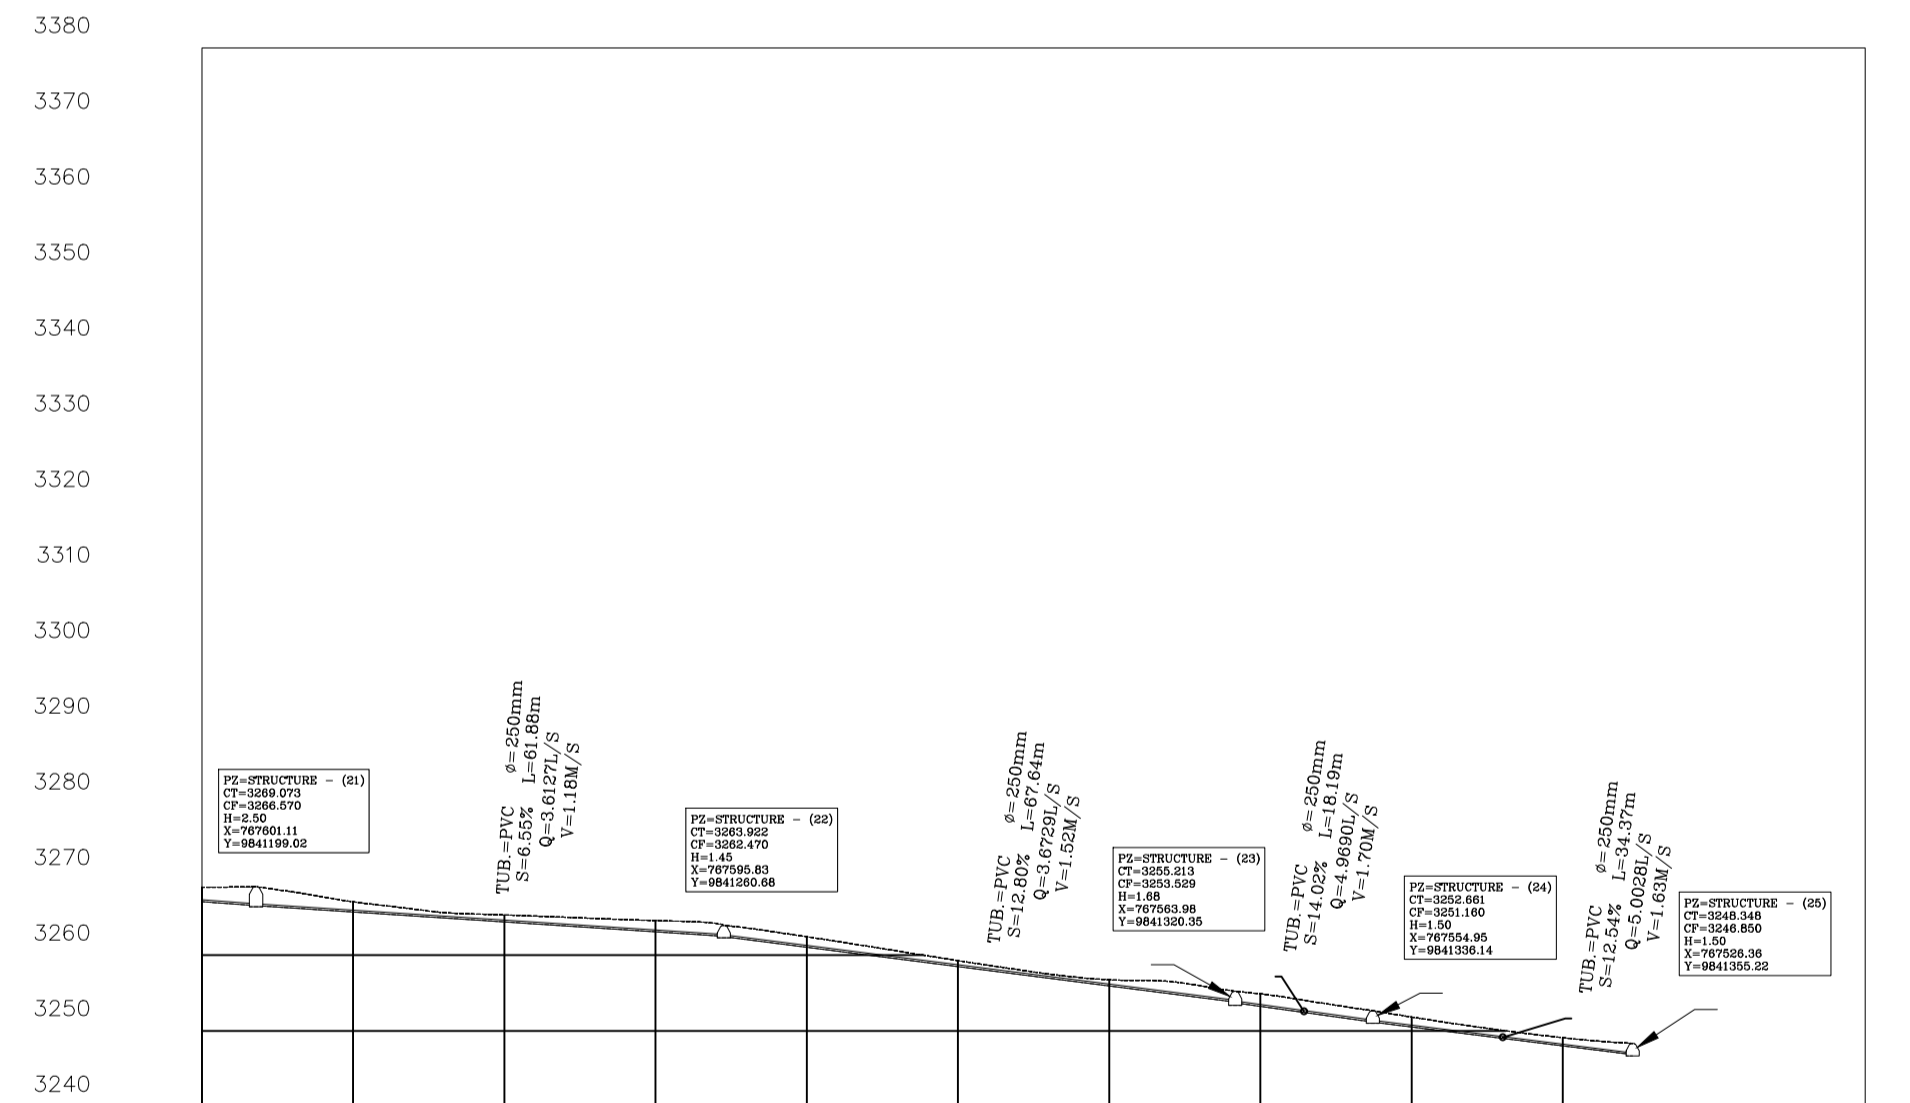 3380
3370
3360
3350
3340
3330
3320
3310
3300
3290
3280
3270
3260
3250
3240
PZ=STRUCTURE - (21)
CT=3269.073
CF=3266.570
H=2.50
X=767601.11
Y=9841199.02
TUB.=PVC ø=250mm
S=6.55% L=61.88m
Q=3.6127L/S
V=1.18M/S
PZ=STRUCTURE - (22)
CT=3263.922
CF=3262.470
H=1.45
X=767595.83
Y=9841260.68
TUB.=PVC ø=250mm
S=12.80% L=67.64m
Q=3.6729L/S
V=1.52M/S
PZ=STRUCTURE - (23)
CT=3255.213
CF=3253.529
H=1.68
X=767563.98
Y=9841320.35
TUB.=PVC ø=250mm
S=14.02% L=18.19m
Q=4.9690L/S
V=1.70M/S
PZ=STRUCTURE - (24)
CT=3252.661
CF=3251.160
H=1.50
X=767554.95
Y=9841336.14
TUB.=PVC ø=250mm
S=12.54% L=34.37m
Q=5.0028L/S
V=1.63M/S
PZ=STRUCTURE - (25)
CT=3248.348
CF=3246.850
H=1.50
X=767526.36
Y=9841355.22